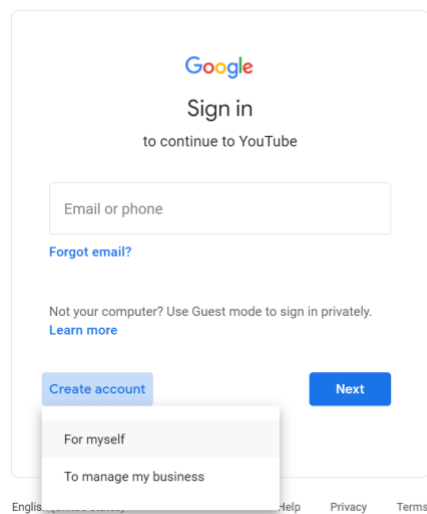 Google
Sign in
to continue to YouTube
Email or phone
Forgot email?
Not your computer? Use Guest mode to sign in privately.
Learn more
Create account
Next
For myself
To manage my business
Help Privacy Terms